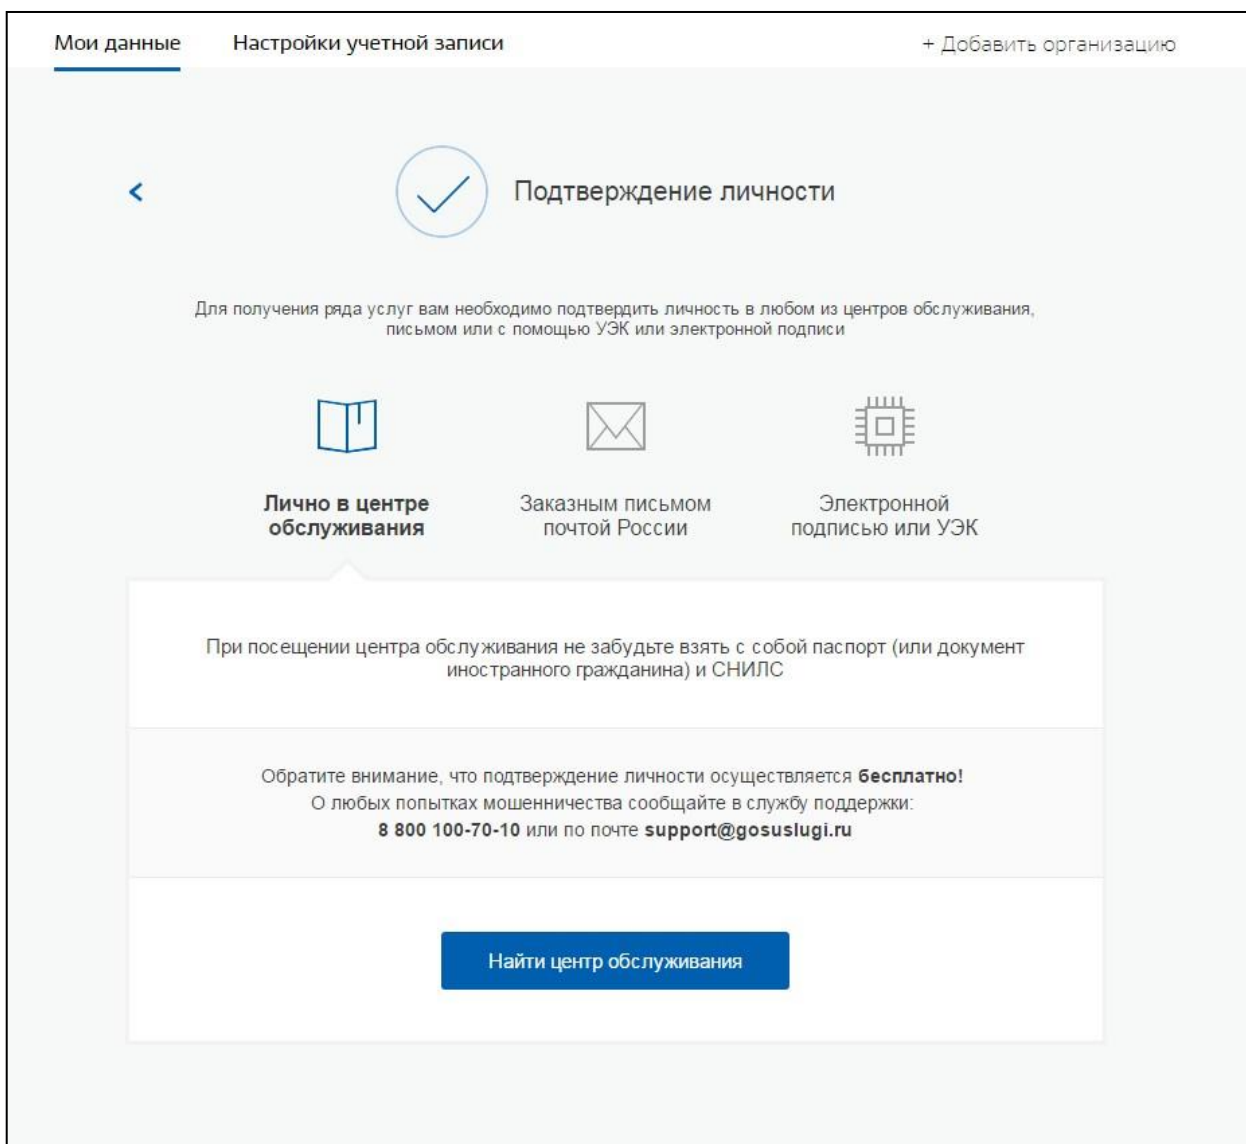 Мои данные
Настройки учетной записи
+ Добавить организацию
Подтверждение личности
Для получения ряда услуг вам необходимо подтвердить личность в любом из центров обслуживания,
письмом или с помощью УЭК или электронной подписи
Лично в центре
обслуживания
Заказным письмом
почтой России
Электронной
подписью или УЭК
При посещении центра обслуживания не забудьте взять с собой паспорт (или документ
иностранного гражданина) и СНИЛС
Обратите внимание, что подтверждение личности осуществляется бесплатно!
О любых попытках мошенничества сообщайте в службу поддержки:
8 800 100-70-10 или по почте support@gosuslugi.ru
Найти центр обслуживания